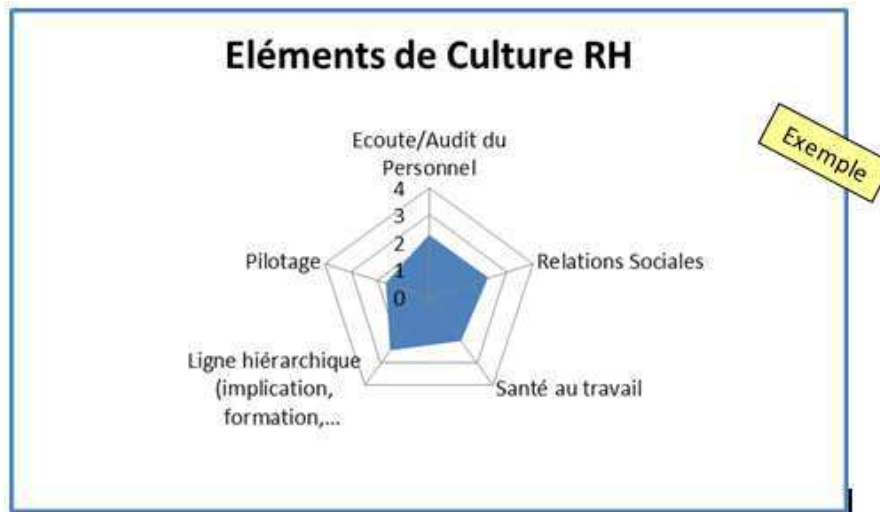 Eléments de Culture RH
Exemple
Ecoute/Audit du
Personnel
4
3
2
1
0
Relations Sociales
Santé au travail
Ligne hiérarchique
(implication,
formation,...
Pilotage